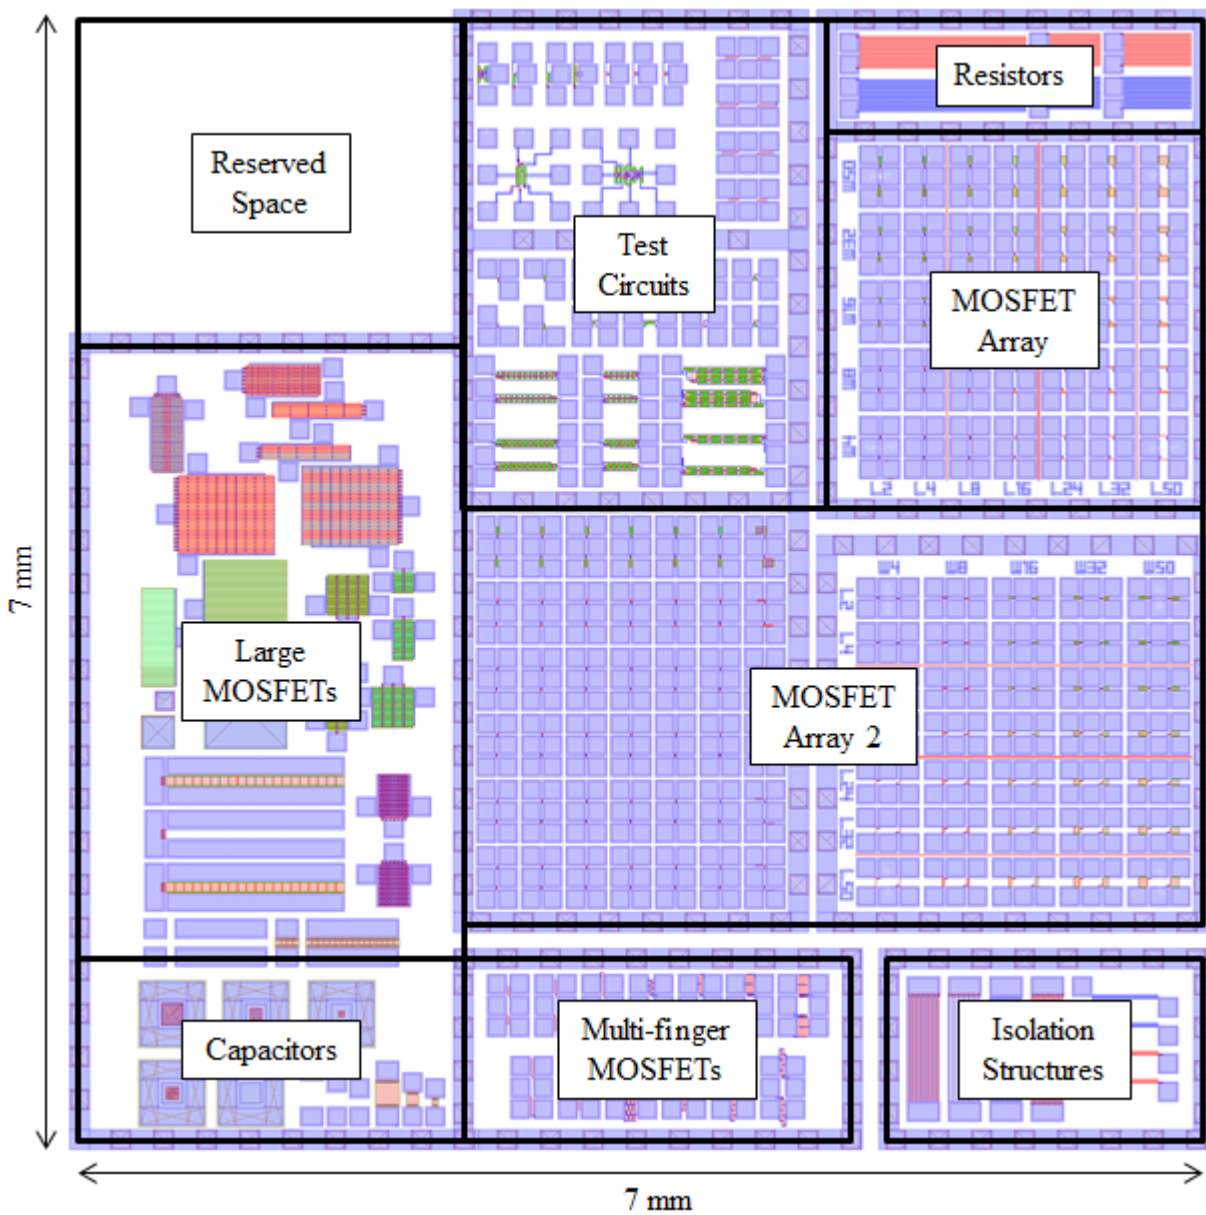 Reserved
Space
Test
Circuits
Resistors
MOSFET
Array
W50
W32
W16
W8
W4
L2 L4 L8 L16 L24 L32 L50
7 mm
Large
MOSFETs
MOSFET
Array 2
W4 W8 W16 W32 W50
L2
L4
L24
L32
L50
Capacitors
Multi-finger
MOSFETs
Isolation
Structures
7 mm